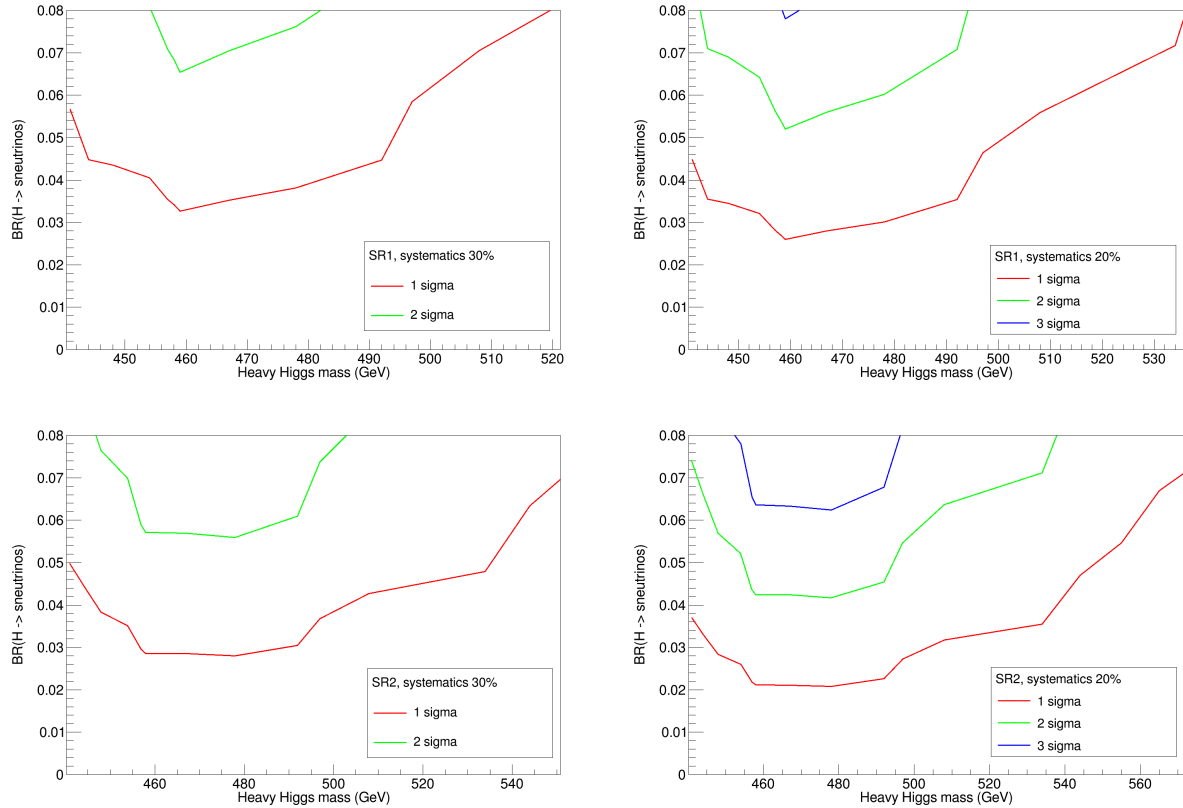 BR(H -> sneutrinos)
0.08
0.07
0.06
0.05
0.04
0.03
0.02
0.01
0
SR1, systematics 30%
1 sigma
2 sigma
450 460 470 480 490 500 510 520
Heavy Higgs mass (GeV)
BR(H -> sneutrinos)
0.08
0.07
0.06
0.05
0.04
0.03
0.02
0.01
0
SR1, systematics 20%
1 sigma
2 sigma
3 sigma
450 460 470 480 490 500 510 520 530
Heavy Higgs mass (GeV)
BR(H -> sneutrinos)
0.08
0.07
0.06
0.05
0.04
0.03
0.02
0.01
0
SR2, systematics 30%
1 sigma
2 sigma
460 480 500 520 540
Heavy Higgs mass (GeV)
BR(H -> sneutrinos)
0.08
0.07
0.06
0.05
0.04
0.03
0.02
0.01
0
SR2, systematics 20%
1 sigma
2 sigma
3 sigma
460 480 500 520 540 560
Heavy Higgs mass (GeV)